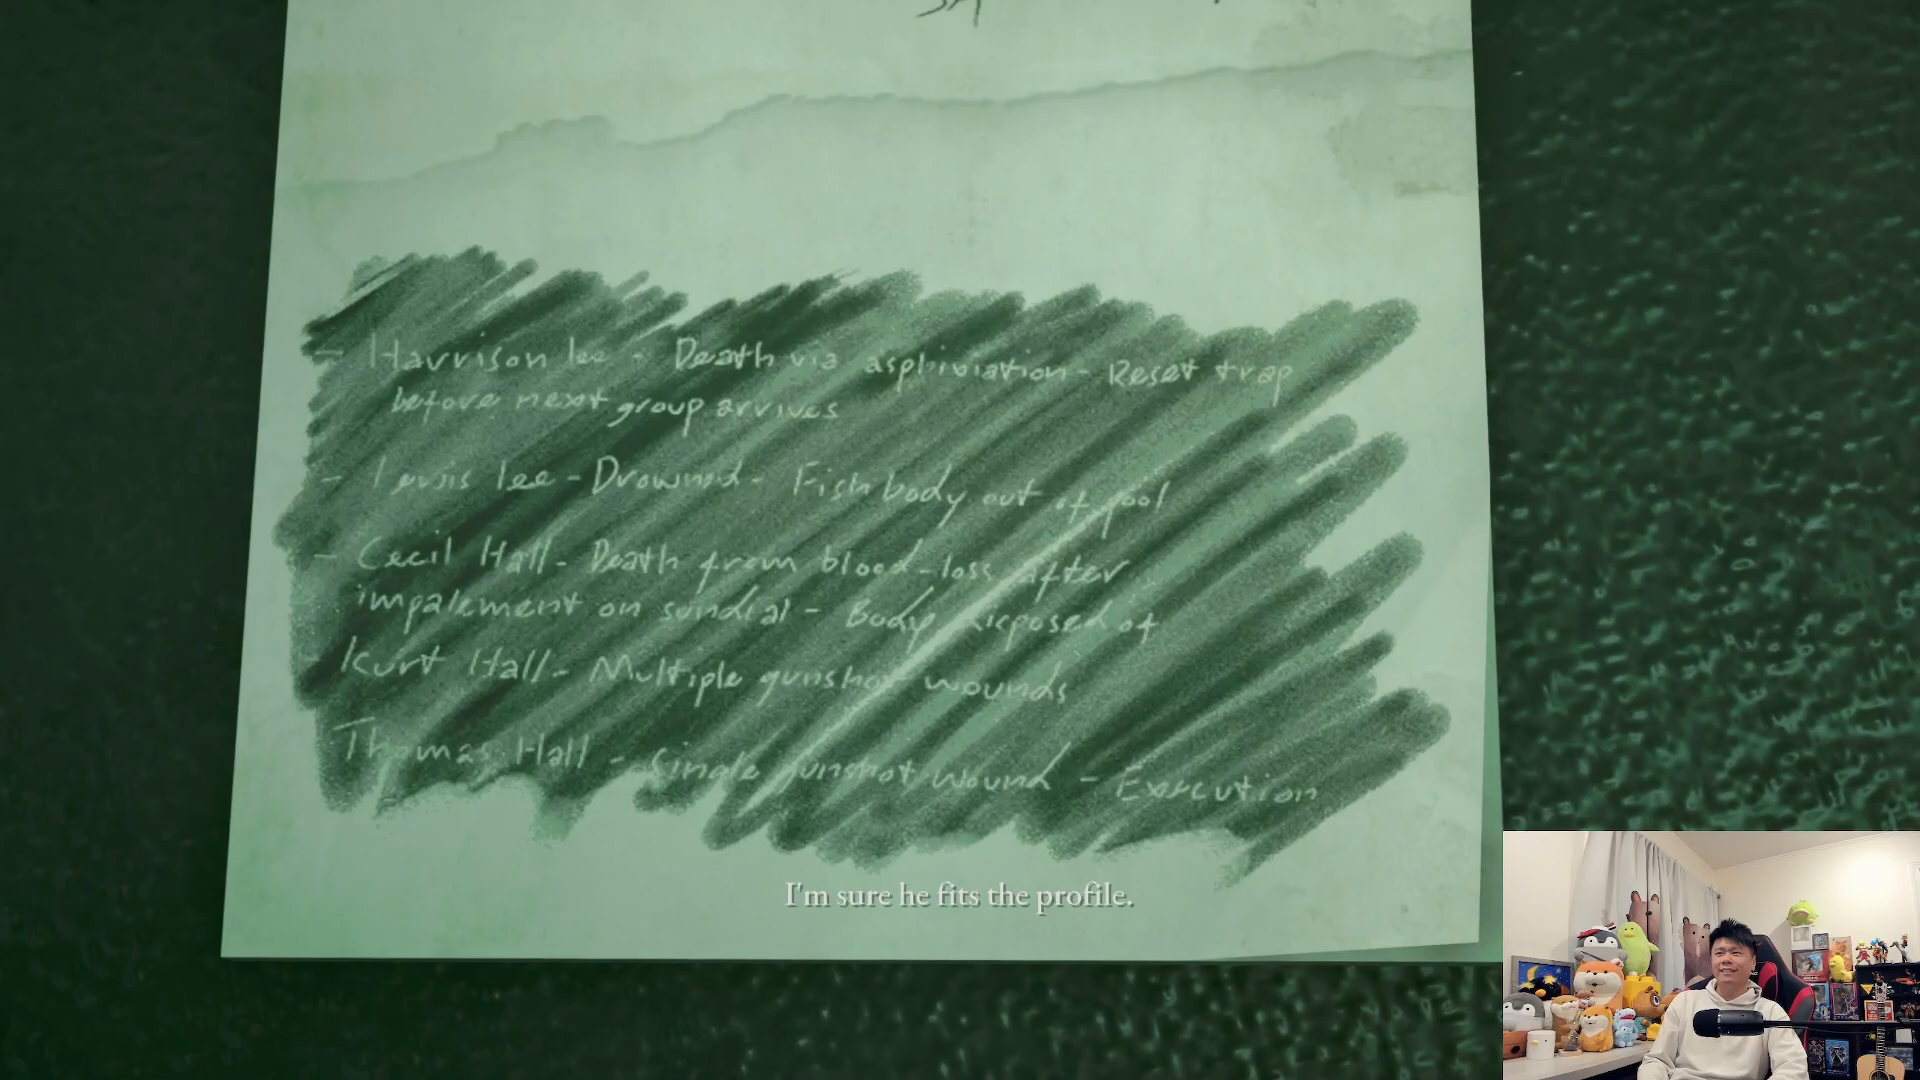 - Harrison lee - Death via asphixiation - Reset trap
before next group arrives
- Lewis lee - Drowned - Fish body out of pool
- Cecil Hall - Death from blood-loss after
impalement on sundial - Body disposed of
Kurt Hall - Multiple gunshot wounds
Thomas Hall - Single gunshot wound - Execution
I'm sure he fits the profile.